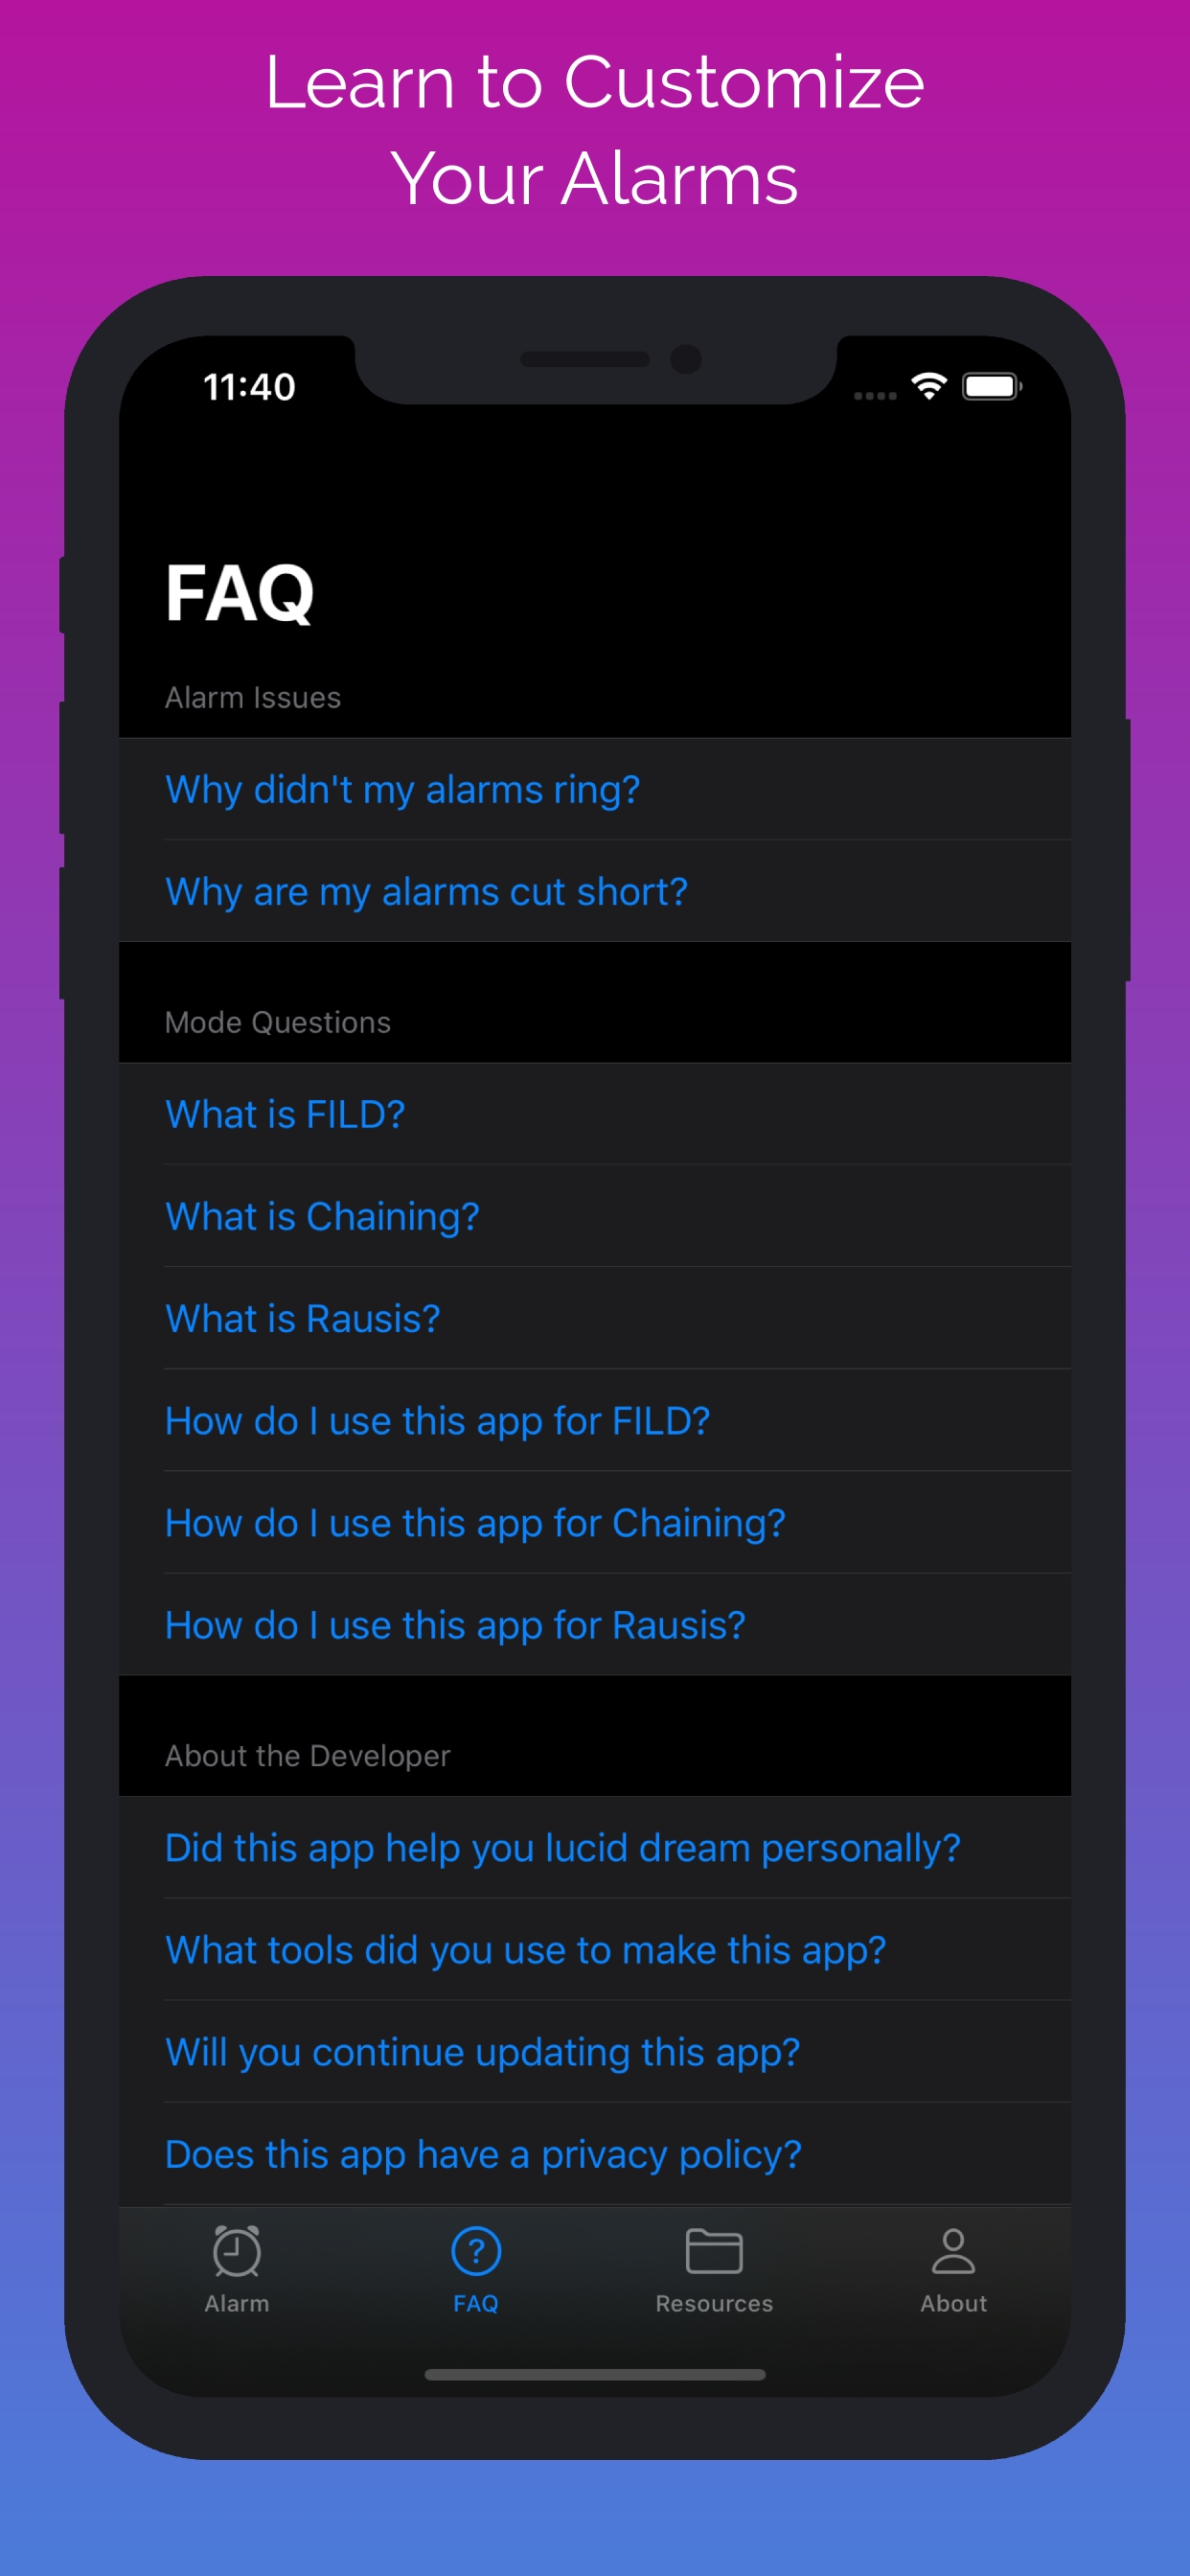 Learn to Customize
Your Alarms
11:40
FAQ
Alarm Issues
Why didn't my alarms ring?
Why are my alarms cut short?
Mode Questions
What is FILD?
What is Chaining?
What is Rausis?
How do I use this app for FILD?
How do I use this app for Chaining?
How do I use this app for Rausis?
About the Developer
Did this app help you lucid dream personally?
What tools did you use to make this app?
Will you continue updating this app?
Does this app have a privacy policy?
Alarm FAQ Resources About